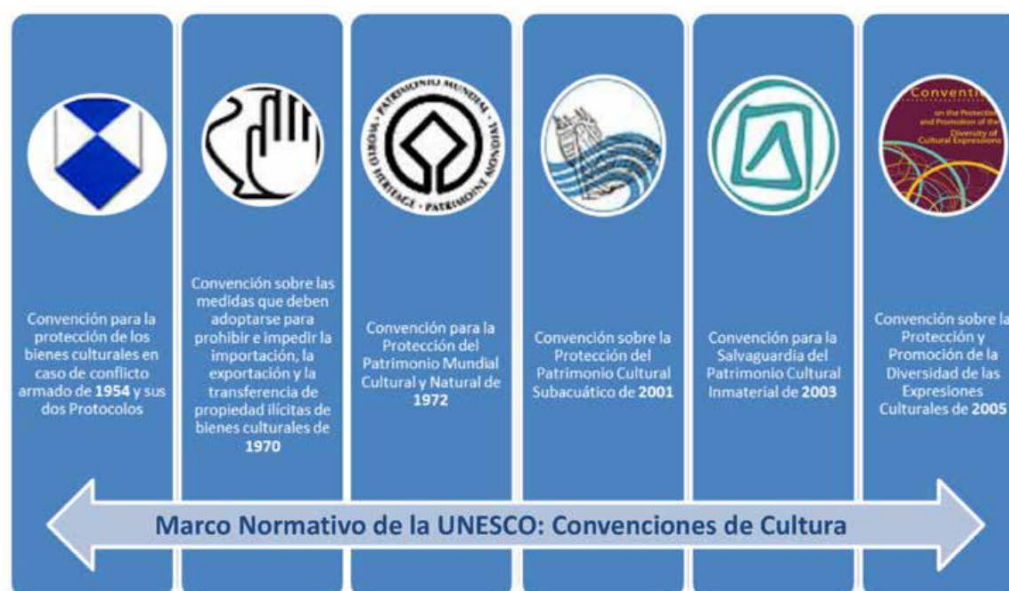 PATRIMONIO MUNDIAL • WORLD HERITAGE • PATRIMOINE MONDIAL •
Conventi
on the Protection
and Promotion of the
Diversity of
Cultural Expressions
Convención para la
protección de los
bienes culturales en
caso de conflicto
armado de 1954 y sus
dos Protocolos
Convención sobre las
medidas que deben
adoptarse para
prohibir e impedir la
importación, la
exportación y la
transferencia de
propiedad ilícitas de
bienes culturales de
1970
Convención para la
Protección del
Patrimonio Mundial
Cultural y Natural de
1972
Convención sobre la
Protección del
Patrimonio Cultural
Subacuático de 2001
Convención para la
Salvaguardia del
Patrimonio Cultural
Inmaterial de 2003
Convención sobre la
Protección y
Promoción de la
Diversidad de las
Expresiones
Culturales de 2005
Marco Normativo de la UNESCO: Convenciones de Cultura